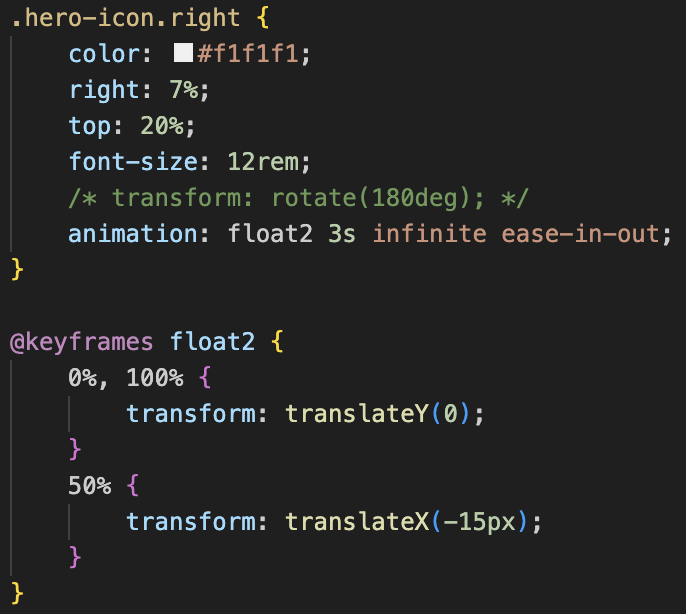 .hero-icon.right {
    color: #f1f1f1;
    right: 7%;
    top: 20%;
    font-size: 12rem;
    /* transform: rotate(180deg); */
    animation: float2 3s infinite ease-in-out;
}

@keyframes float2 {
    0%, 100% {
        transform: translateY(0);
    }
    50% {
        transform: translateX(-15px);
    }
}